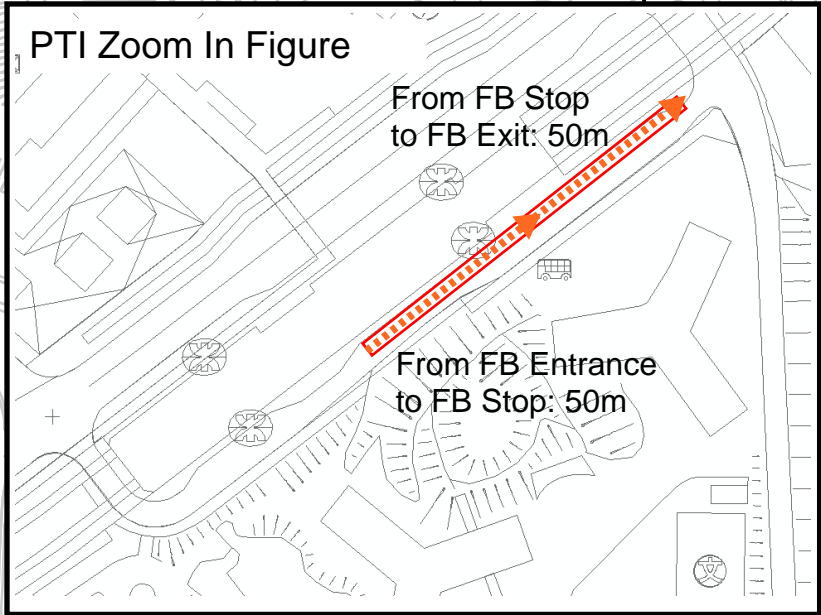 PTI Zoom In Figure
From FB Stop
to FB Exit: 50m
From FB Entrance
to FB Stop: 50m